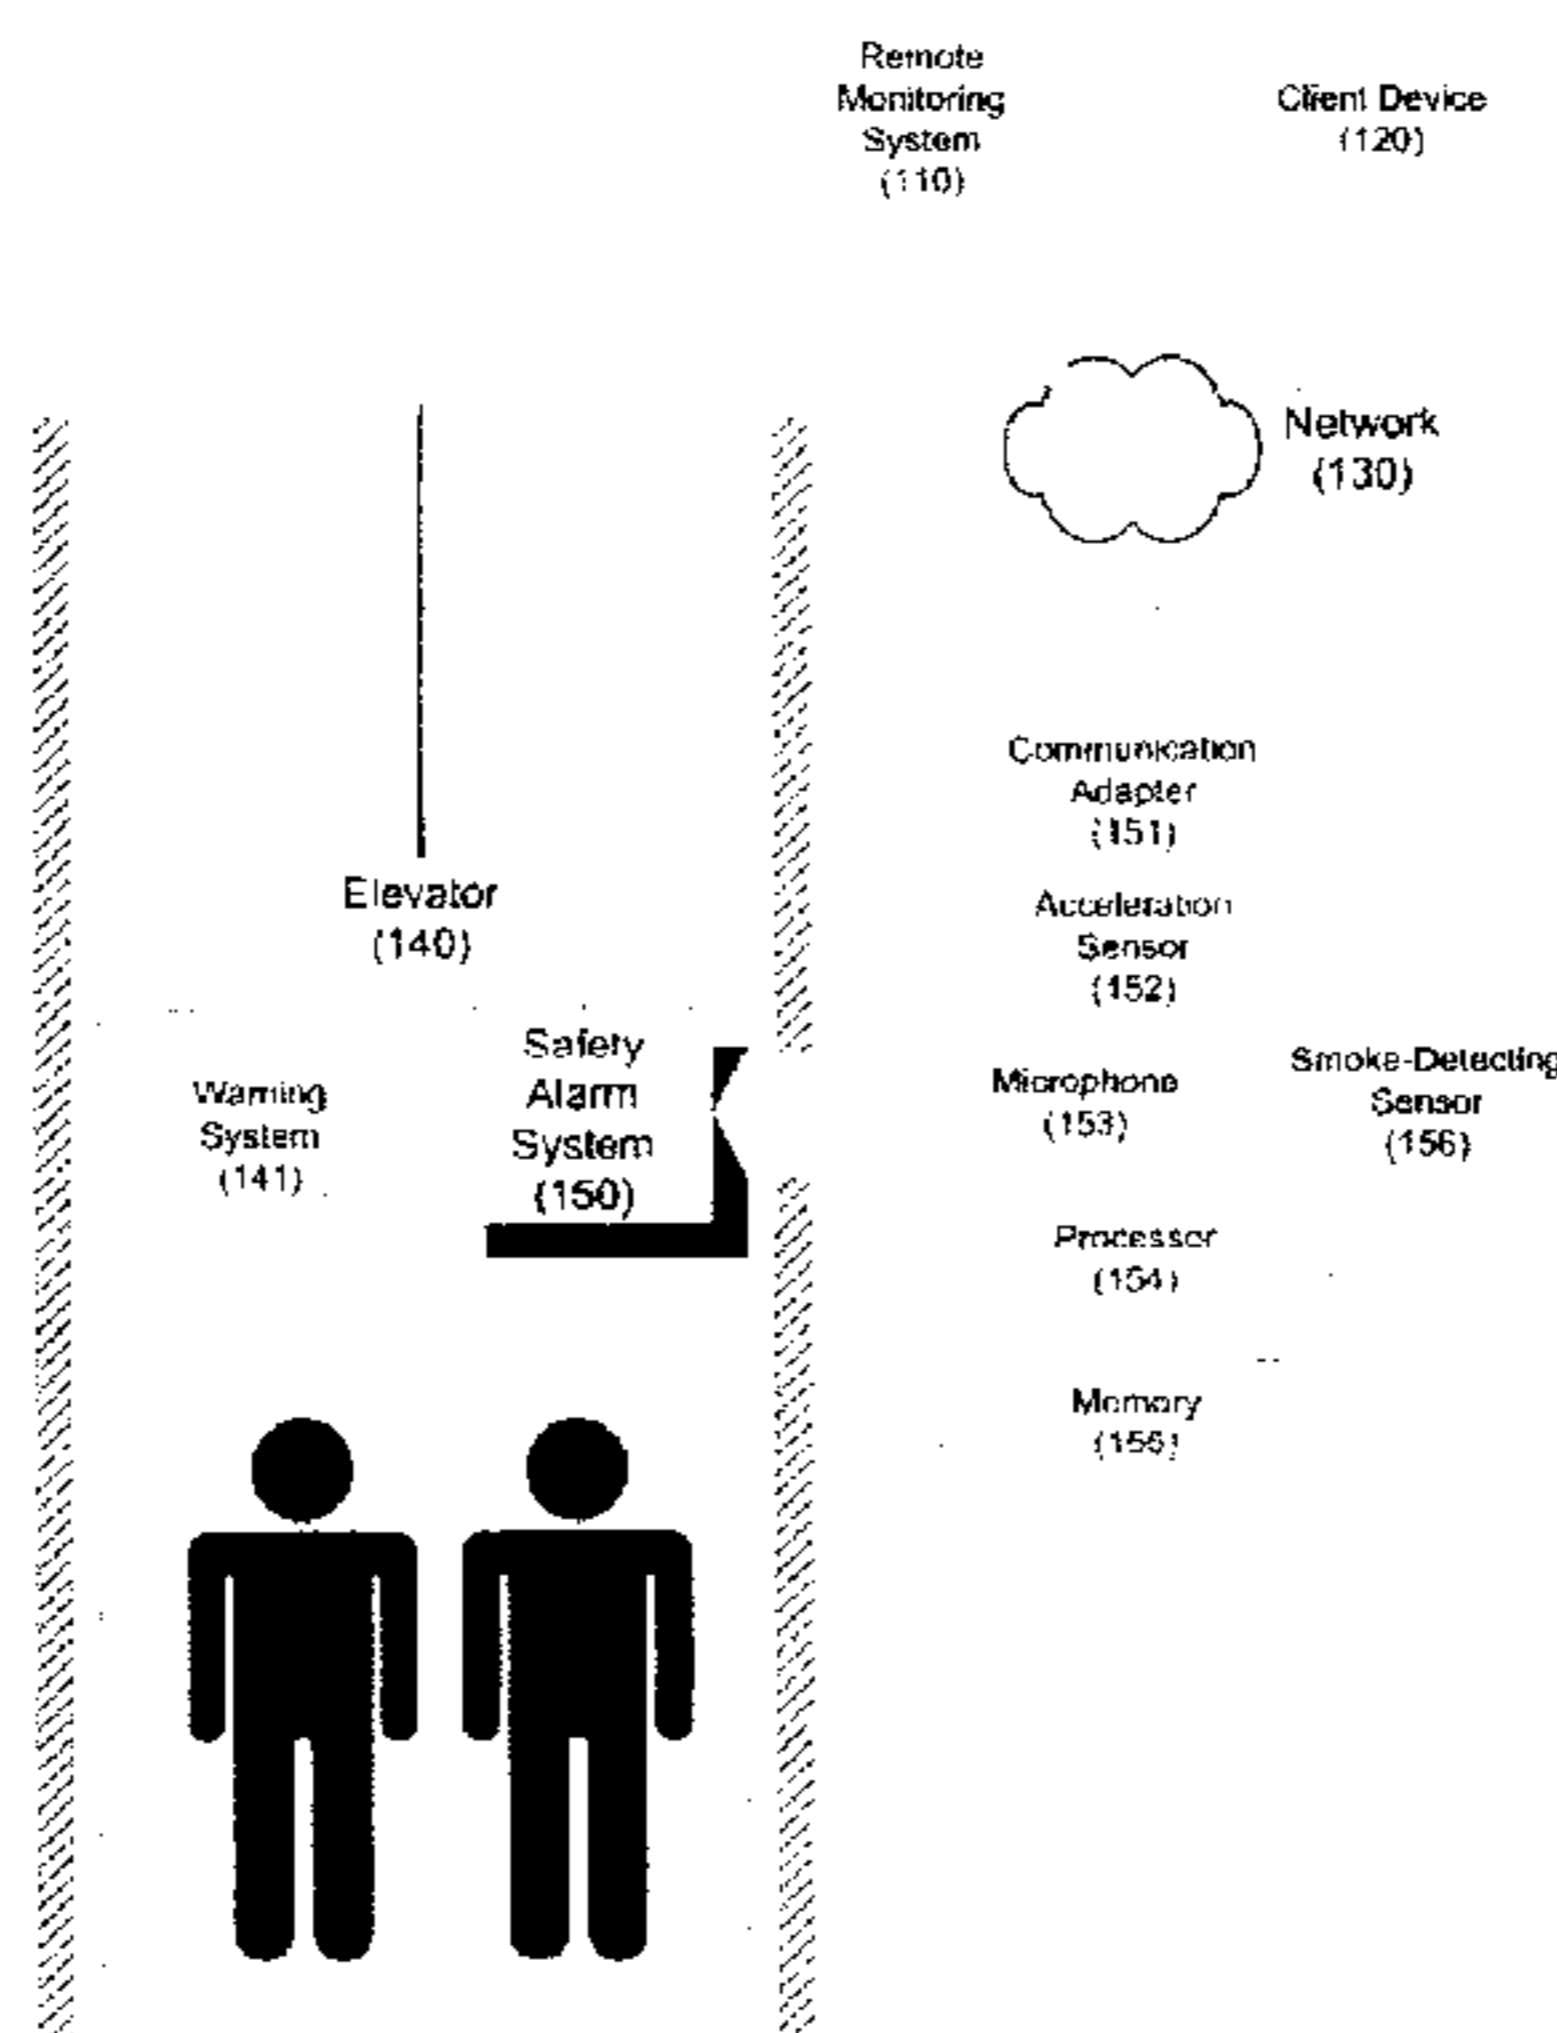 Remote
Monitoring
System
(110)
Client Device
(120)
Network
(130)
Communication
Adapter
(151)
Elevator
(140)
Acceleration
Sensor
(152)
Safety
Alarm
System
(150)
Warning
System
(141)
Microphone
(153)
Smoke-Detecting
Sensor
(156)
Processor
(154)
Memory
(155)